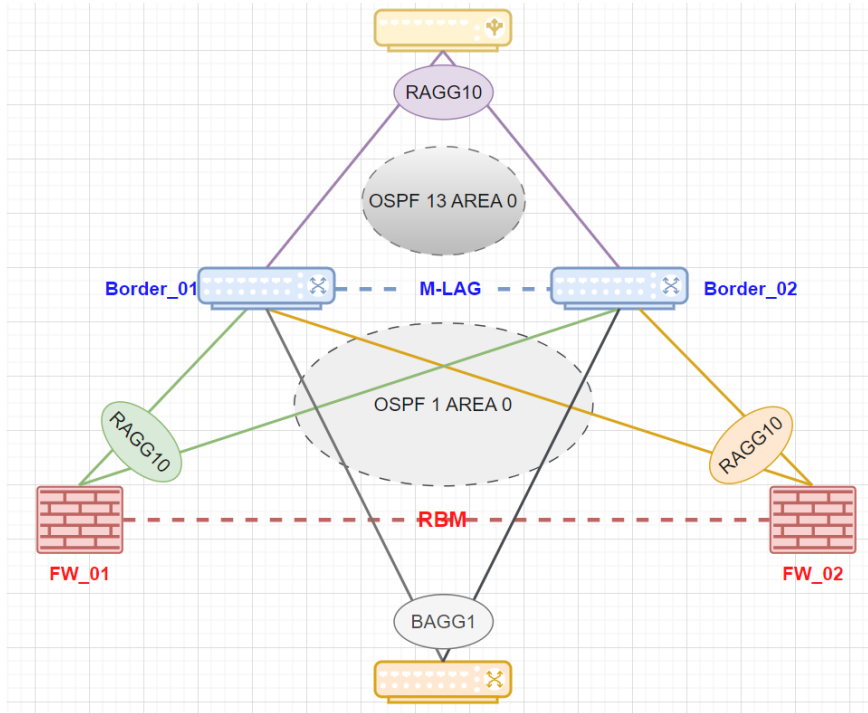 RAGG10
OSPF 13 AREA 0
Border_01
M-LAG
Border_02
OSPF 1 AREA 0
RAGG10
RAGG10
RBM
FW_01
FW_02
BAGG1